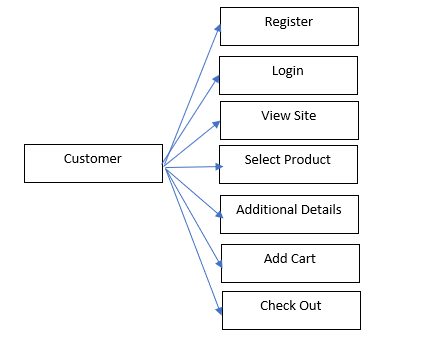 Register
Login
View Site
Customer
Select Product
Additional Details
Add Cart
Check Out